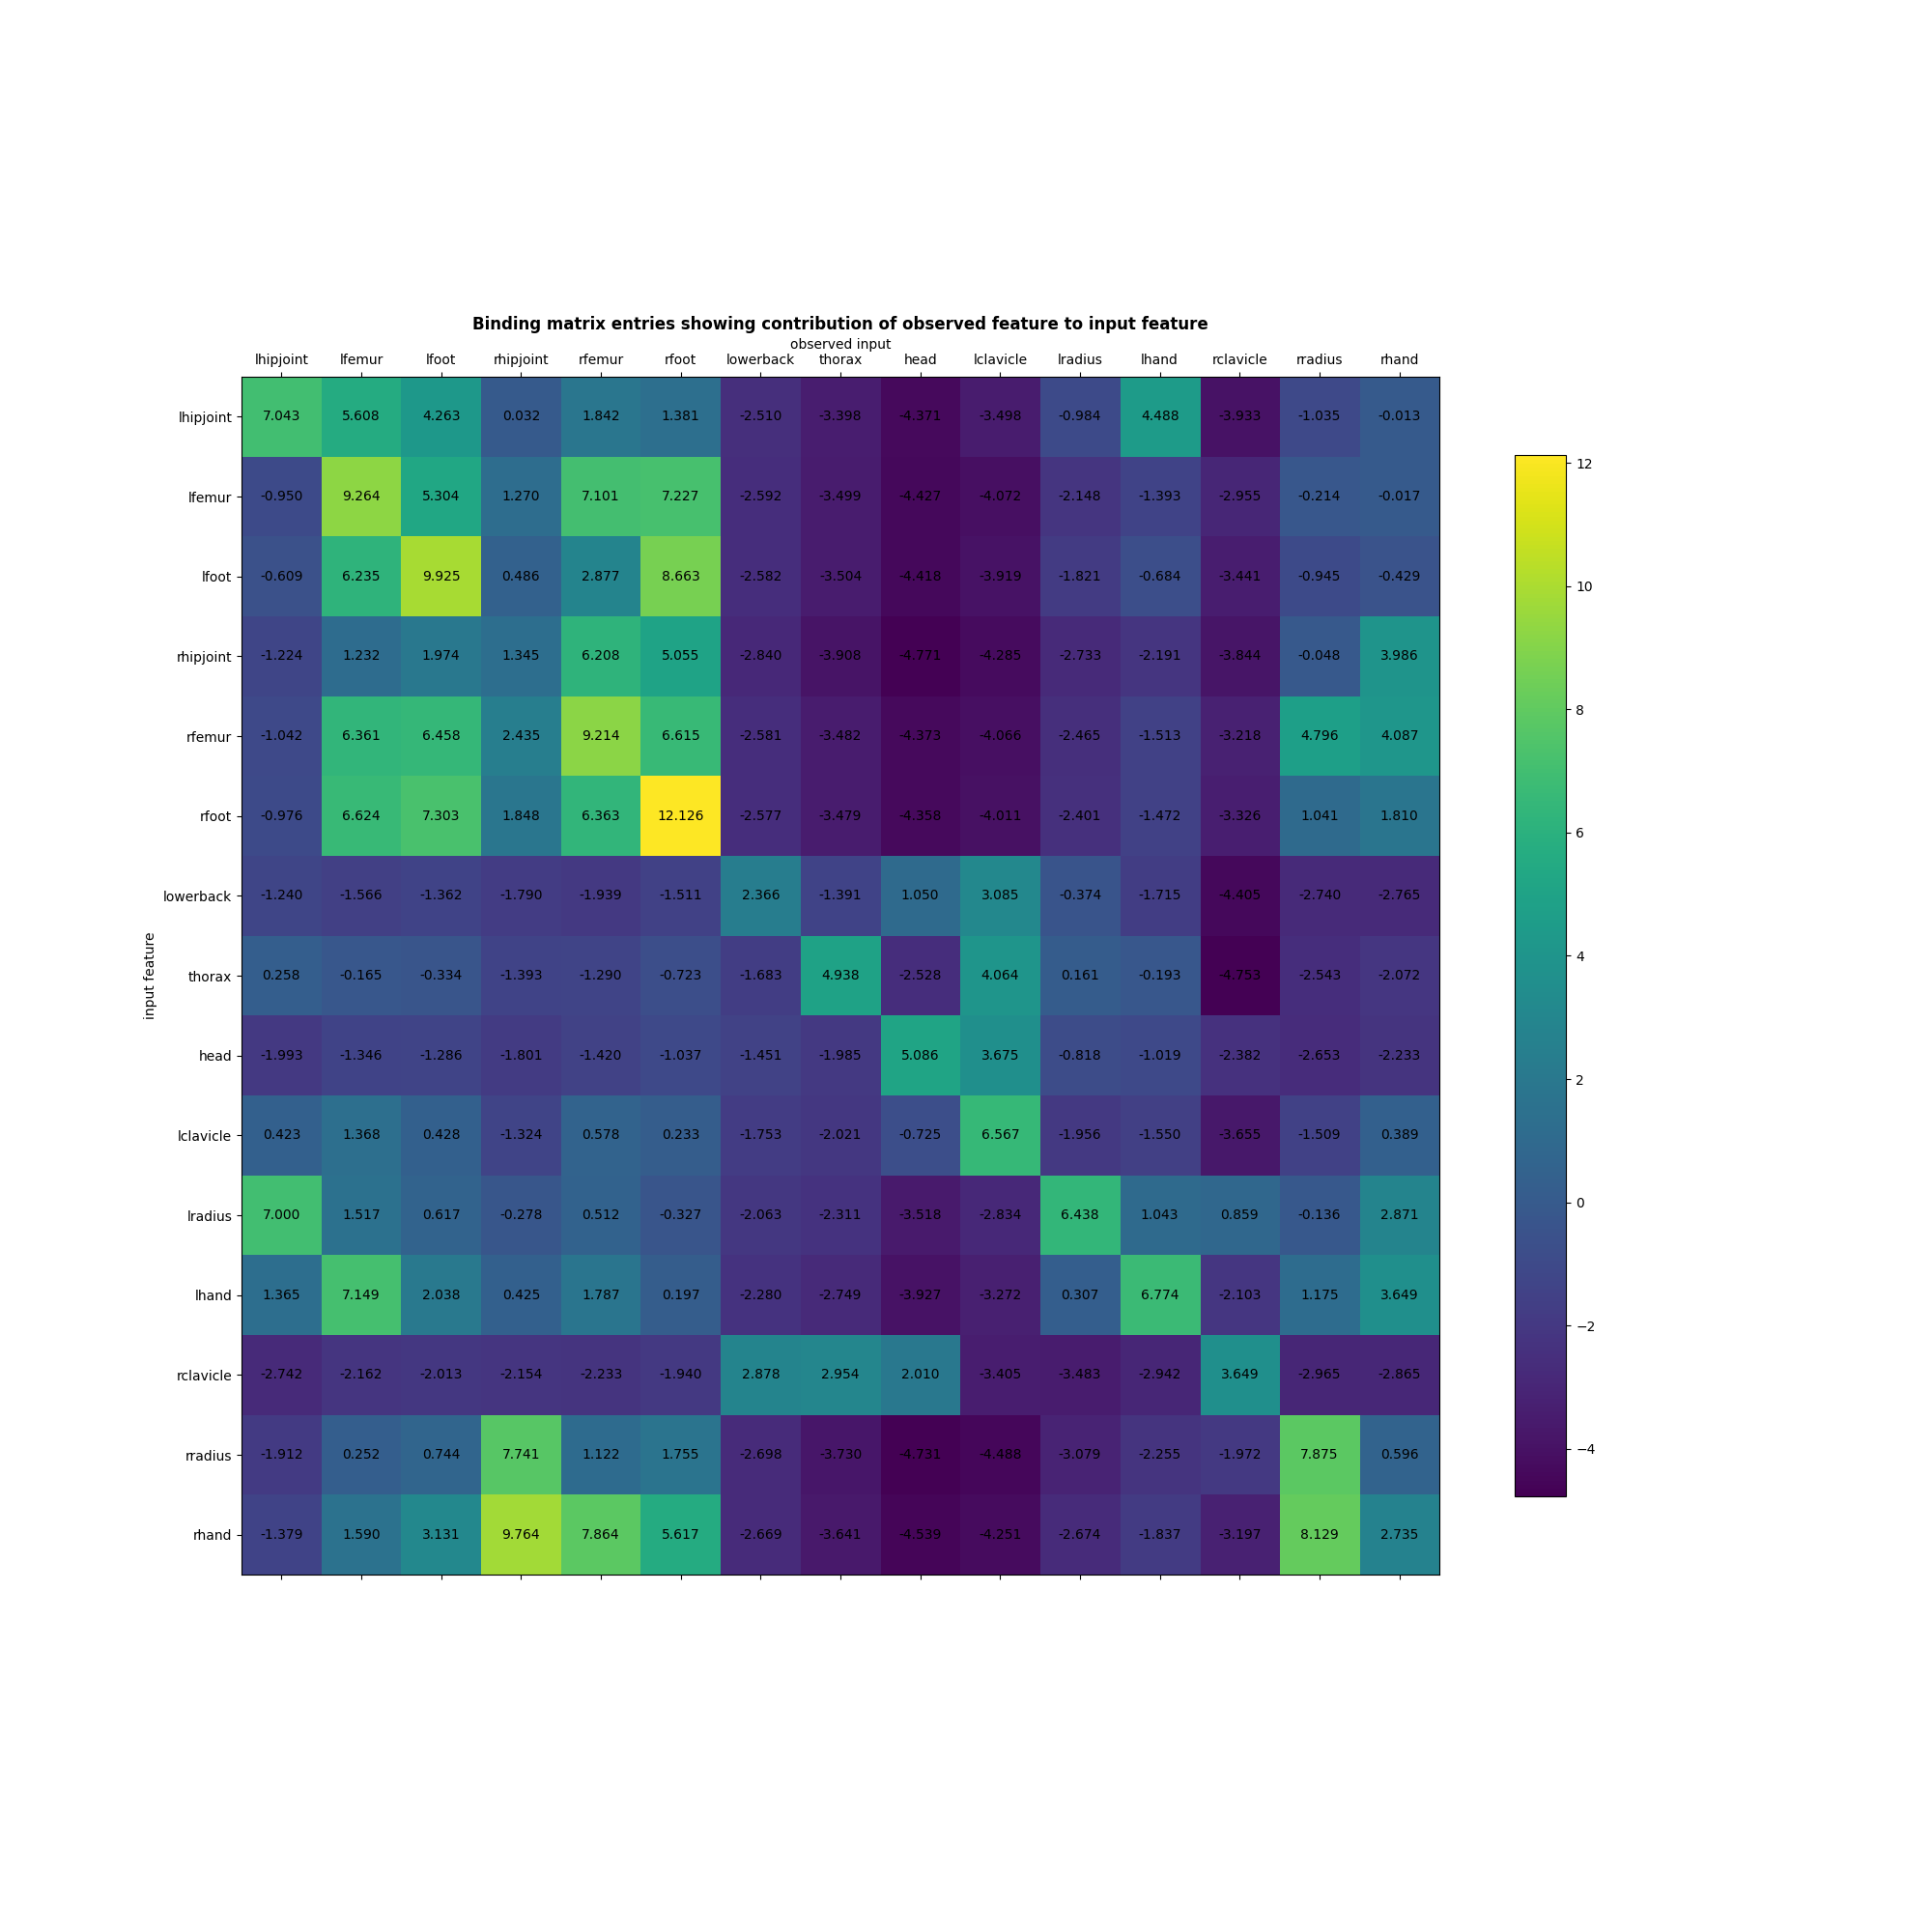 Binding matrix entries showing contribution of observed feature to input feature
observed input
lhipjoint lfemur lfoot rhipjoint rfemur rfoot lowerback thorax head lclavicle lradius lhand rclavicle rradius rhand
lhipjoint 7.043 5.608 4.263 0.032 1.842 1.381 -2.510 -3.398 -4.371 -3.498 -0.984 4.488 -3.933 -1.035 -0.013
lfemur -0.950 9.264 5.304 1.270 7.101 7.227 -2.592 -3.499 -4.427 -4.072 -2.148 -1.393 -2.955 -0.214 -0.017
lfoot -0.609 6.235 9.925 0.486 2.877 8.663 -2.582 -3.504 -4.418 -3.919 -1.821 -0.684 -3.441 -0.945 -0.429
rhipjoint -1.224 1.232 1.974 1.345 6.208 5.055 -2.840 -3.908 -4.771 -4.285 -2.733 -2.191 -3.844 -0.048 3.986
rfemur -1.042 6.361 6.458 2.435 9.214 6.615 -2.581 -3.482 -4.373 -4.066 -2.465 -1.513 -3.218 4.796 4.087
rfoot -0.976 6.624 7.303 1.848 6.363 12.126 -2.577 -3.479 -4.358 -4.011 -2.401 -1.472 -3.326 1.041 1.810
lowerback -1.240 -1.566 -1.362 -1.790 -1.939 -1.511 2.366 -1.391 1.050 3.085 -0.374 -1.715 -4.405 -2.740 -2.765
thorax 0.258 -0.165 -0.334 -1.393 -1.290 -0.723 -1.683 4.938 -2.528 4.064 0.161 -0.193 -4.753 -2.543 -2.072
head -1.993 -1.346 -1.286 -1.801 -1.420 -1.037 -1.451 -1.985 5.086 3.675 -0.818 -1.019 -2.382 -2.653 -2.233
lclavicle 0.423 1.368 0.428 -1.324 0.578 0.233 -1.753 -2.021 -0.725 6.567 -1.956 -1.550 -3.655 -1.509 0.389
lradius 7.000 1.517 0.617 -0.278 0.512 -0.327 -2.063 -2.311 -3.518 -2.834 6.438 1.043 0.859 -0.136 2.871
lhand 1.365 7.149 2.038 0.425 1.787 0.197 -2.280 -2.749 -3.927 -3.272 0.307 6.774 -2.103 1.175 3.649
rclavicle -2.742 -2.162 -2.013 -2.154 -2.233 -1.940 2.878 2.954 2.010 -3.405 -3.483 -2.942 3.649 -2.965 -2.865
rradius -1.912 0.252 0.744 7.741 1.122 1.755 -2.698 -3.730 -4.731 -4.488 -3.079 -2.255 -1.972 7.875 0.596
rhand -1.379 1.590 3.131 9.764 7.864 5.617 -2.669 -3.641 -4.539 -4.251 -2.674 -1.837 -3.197 8.129 2.735
input feature
12
10
8
6
4
2
0
−2
−4